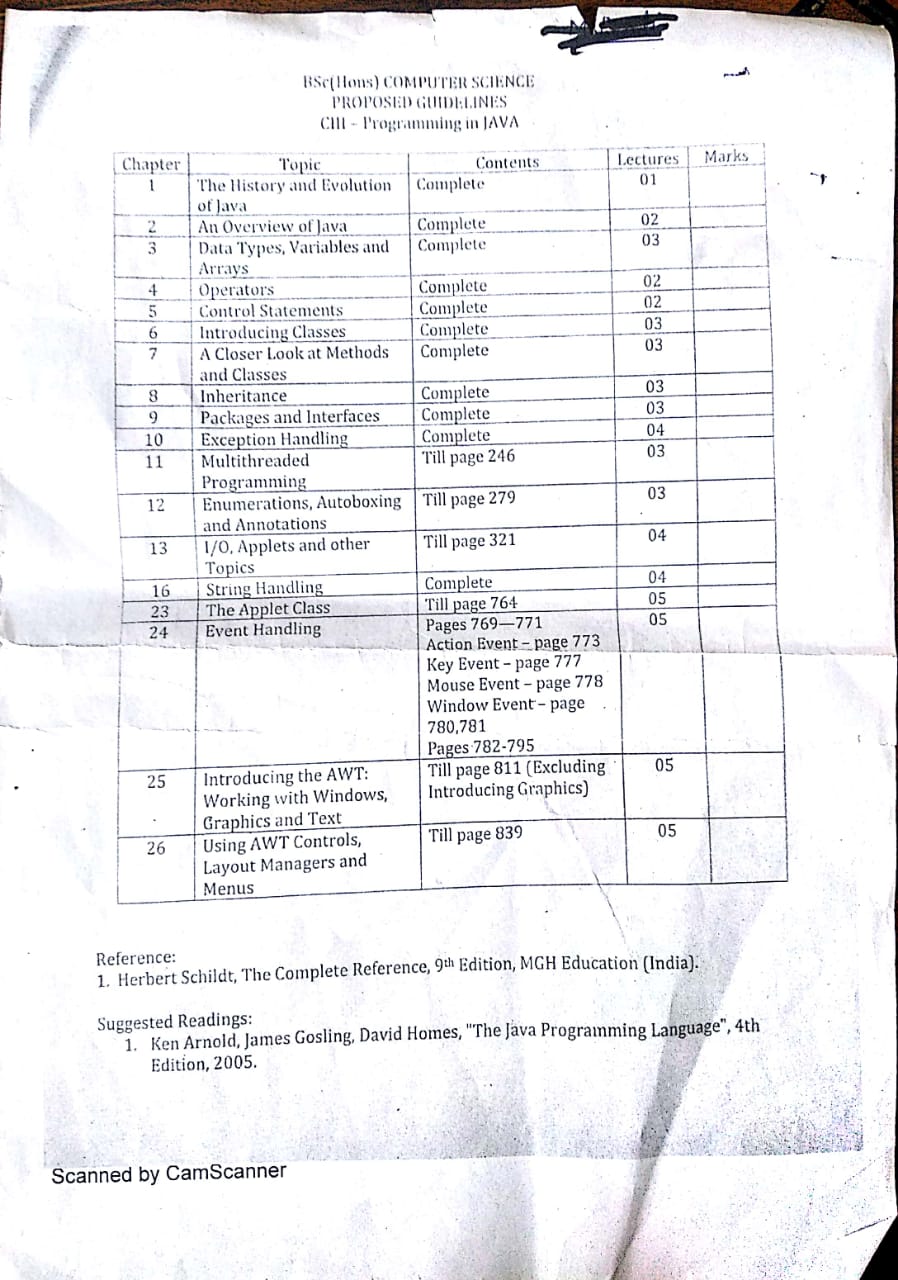 BSc(Hons) COMPUTER SCIENCE
PROPOSED GUIDELINES
CIII - Programming in JAVA
Chapter Topic Contents Lectures Marks
1 The History and Evolution Complete 01
of Java
2 An Overview of Java Complete 02
3 Data Types, Variables and Complete 03
Arrays
4 Operators Complete 02
5 Control Statements Complete 02
6 Introducing Classes Complete 03
7 A Closer Look at Methods Complete 03
and Classes
8 Inheritance Complete 03
9 Packages and Interfaces Complete 03
10 Exception Handling Complete 04
11 Multithreaded Till page 246 03
Programming
12 Enumerations, Autoboxing Till page 279 03
and Annotations
13 I/O, Applets and other Till page 321 04
Topics
16 String Handling Complete 04
23 The Applet Class Till page 764 05
24 Event Handling Pages 769—771 05
Action Event – page 773
Key Event – page 777
Mouse Event – page 778
Window Event – page
780,781
Pages 782-795
25 Introducing the AWT: Till page 811 (Excluding 05
Working with Windows, Introducing Graphics)
Graphics and Text
26 Using AWT Controls, Till page 839 05
Layout Managers and
Menus
Reference:
1. Herbert Schildt, The Complete Reference, 9th Edition, MGH Education (India).
Suggested Readings:
1. Ken Arnold, James Gosling, David Homes, "The Java Programming Language", 4th
Edition, 2005.
Scanned by CamScanner